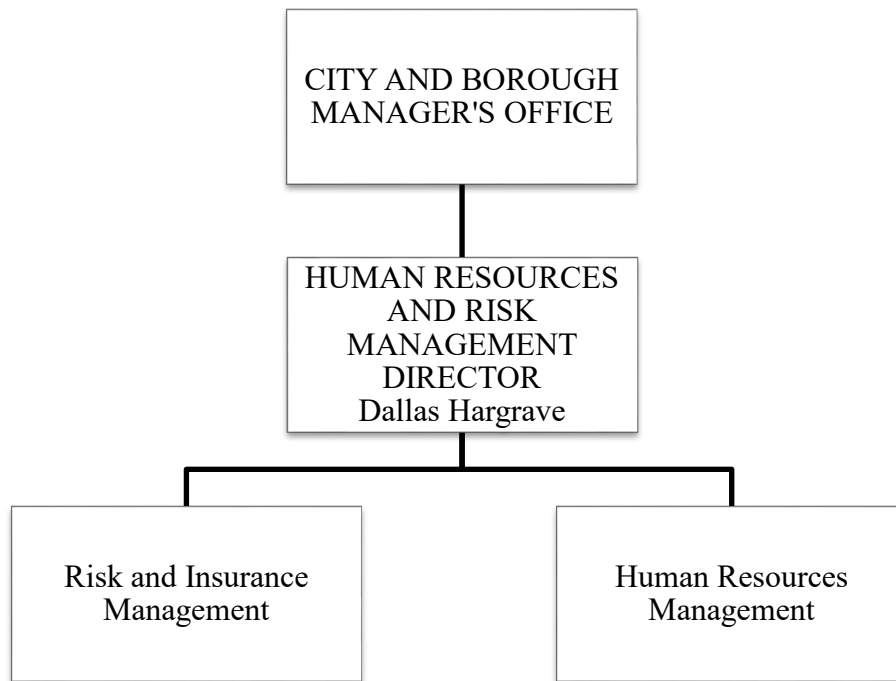 CITY AND BOROUGH
MANAGER'S OFFICE
HUMAN RESOURCES
AND RISK
MANAGEMENT
DIRECTOR
Dallas Hargrave
Risk and Insurance
Management
Human Resources
Management